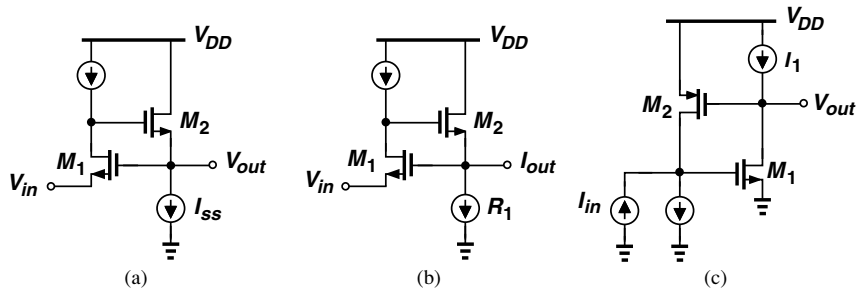 V_DD
M_2
M_1
V_in
V_out
I_ss
(a)
V_DD
M_2
M_1
V_in
I_out
R_1
(b)
V_DD
I_1
M_2
V_out
M_1
I_in
(c)